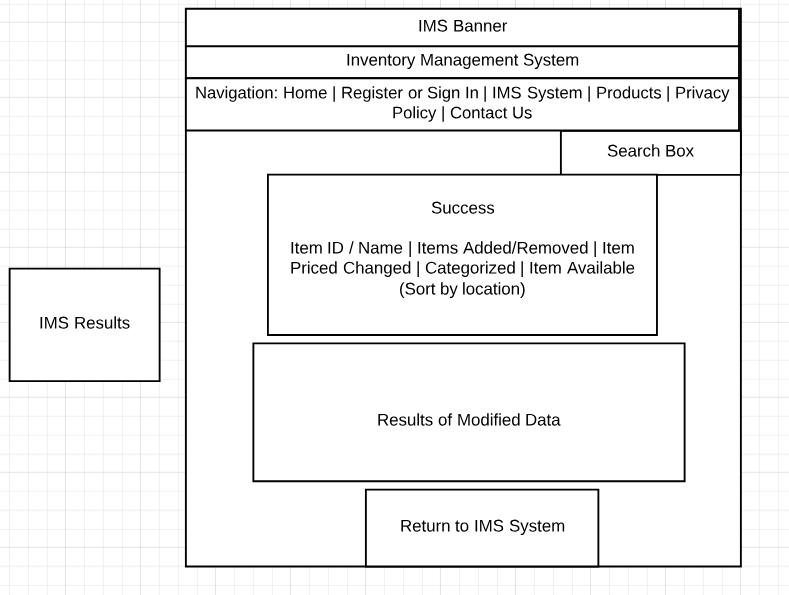 IMS Banner
Inventory Management System
Navigation: Home | Register or Sign In | IMS System | Products | Privacy
Policy | Contact Us
Search Box
Success
Item ID / Name | Items Added/Removed | Item
Priced Changed | Categorized | Item Available
(Sort by location)
IMS Results
Results of Modified Data
Return to IMS System